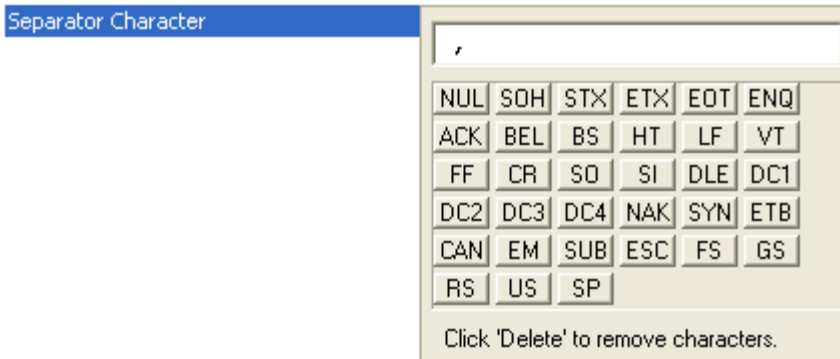 Separator Character
,
NUL SOH STX ETX EOT ENQ
ACK BEL BS HT LF VT
FF CR SO SI DLE DC1
DC2 DC3 DC4 NAK SYN ETB
CAN EM SUB ESC FS GS
RS US SP
Click 'Delete' to remove characters.